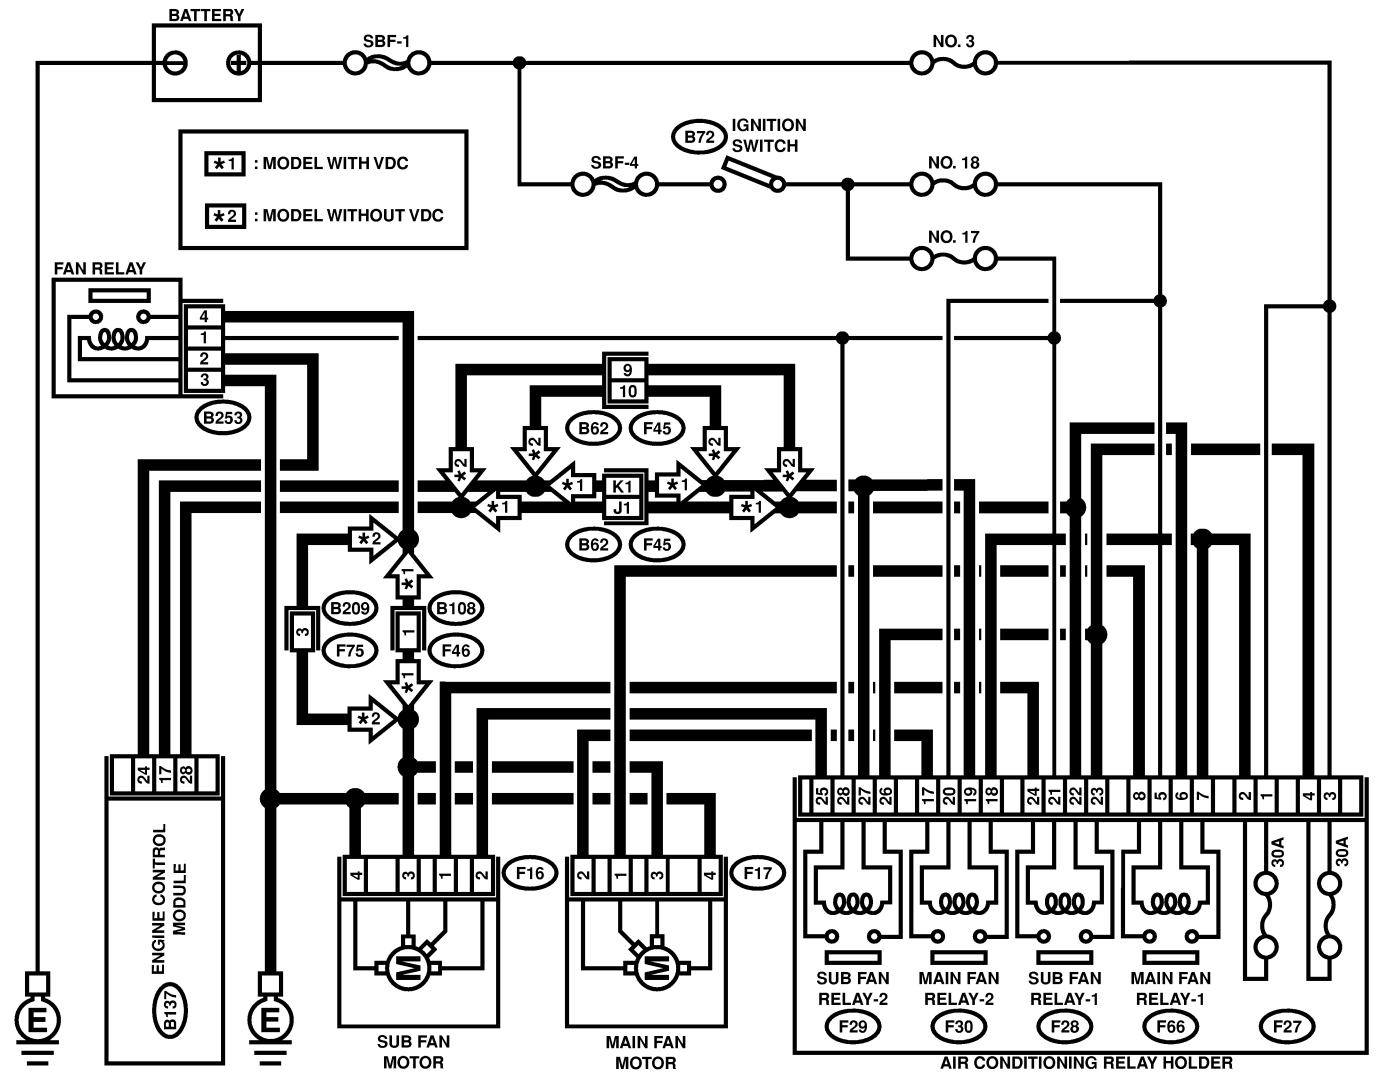 BATTERY
SBF-1
NO. 3
B72
IGNITION
SWITCH
*1 : MODEL WITH VDC
*2 : MODEL WITHOUT VDC
SBF-4
NO. 18
NO. 17
FAN RELAY
4
1
2
3
B253
9
10
B62
F45
*2
*2
*2
*2
*1
K1
*1
*1
J1
*1
B62
F45
*2
*1
B209
B108
3
1
F75
F46
*1
*2
24
17
28
25
28
27
26
17
20
19
18
24
21
22
23
8
5
6
7
2
1
4
3
4
3
1
2
F16
2
1
3
4
F17
30A
30A
ENGINE CONTROL
MODULE
B137
M
M
SUB FAN
RELAY-2
MAIN FAN
RELAY-2
SUB FAN
RELAY-1
MAIN FAN
RELAY-1
F29
F30
F28
F66
F27
E
E
SUB FAN
MOTOR
MAIN FAN
MOTOR
AIR CONDITIONING RELAY HOLDER